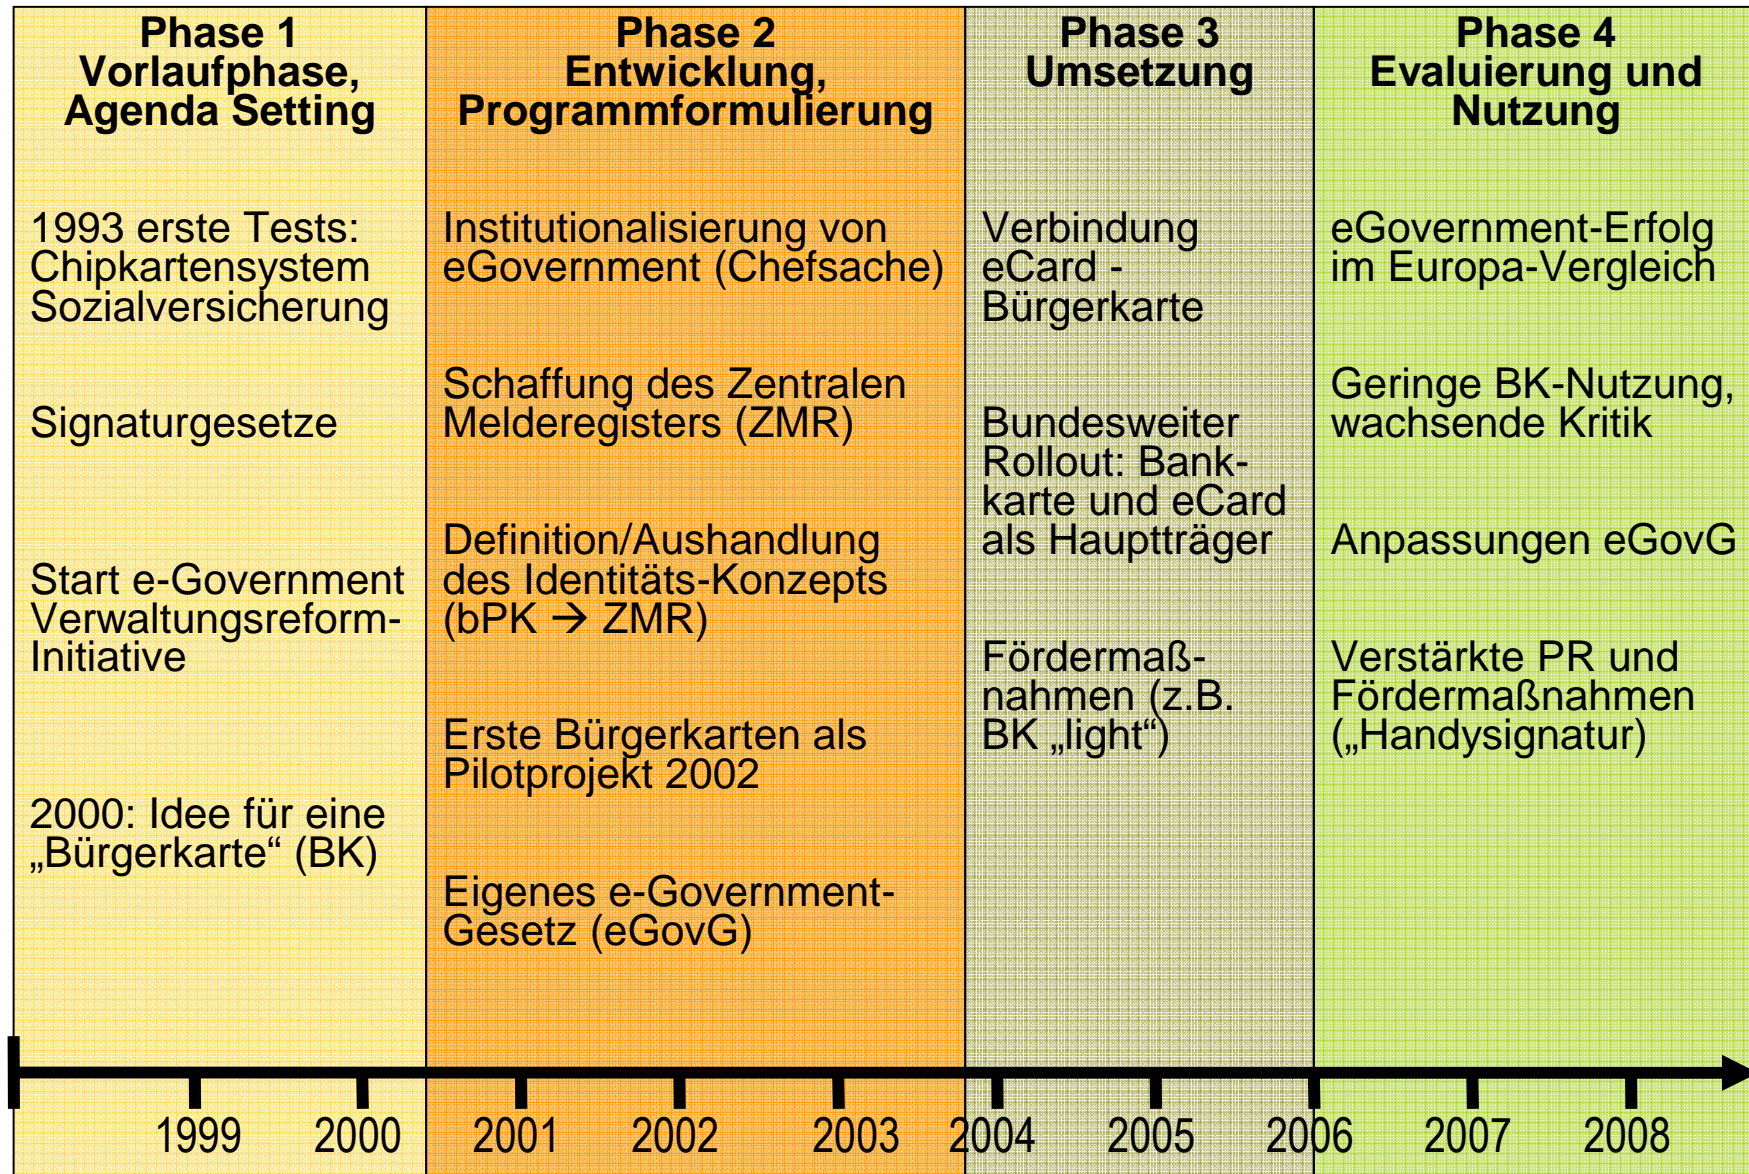 Phase 1
Vorlaufphase,
Agenda Setting
1993 erste Tests:
Chipkartensystem
Sozialversicherung
Signaturgesetze
Start e-Government
Verwaltungsreform-
Initiative
2000: Idee für eine
„Bürgerkarte“ (BK)
Phase 2
Entwicklung,
Programmformulierung
Institutionalisierung von
eGovernment (Chefsache)
Schaffung des Zentralen
Melderegisters (ZMR)
Definition/Aushandlung
des Identitäts-Konzepts
(bPK → ZMR)
Erste Bürgerkarten als
Pilotprojekt 2002
Eigenes e-Government-
Gesetz (eGovG)
Phase 3
Umsetzung
Verbindung
eCard -
Bürgerkarte
Bundesweiter
Rollout: Bank-
karte und eCard
als Hauptträger
Fördermaß-
nahmen (z.B.
BK „light“)
Phase 4
Evaluierung und
Nutzung
eGovernment-Erfolg
im Europa-Vergleich
Geringe BK-Nutzung,
wachsende Kritik
Anpassungen eGovG
Verstärkte PR und
Fördermaßnahmen
(„Handysignatur)
1999 2000 2001 2002 2003 2004 2005 2006 2007 2008